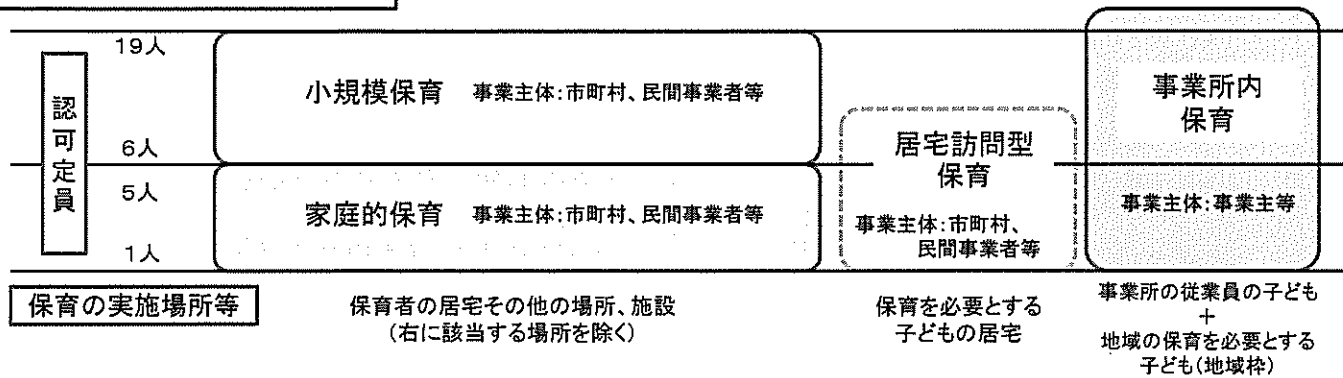 認可定員
19人
6人
5人
1人
小規模保育 事業主体:市町村、民間事業者等
家庭的保育 事業主体:市町村、民間事業者等
居宅訪問型
保育
事業主体:市町村、
民間事業者等
事業所内
保育
事業主体:事業主等
保育の実施場所等
保育者の居宅その他の場所、施設
(右に該当する場所を除く)
保育を必要とする
子どもの居宅
事業所の従業員の子ども
+
地域の保育を必要とする
子ども(地域枠)